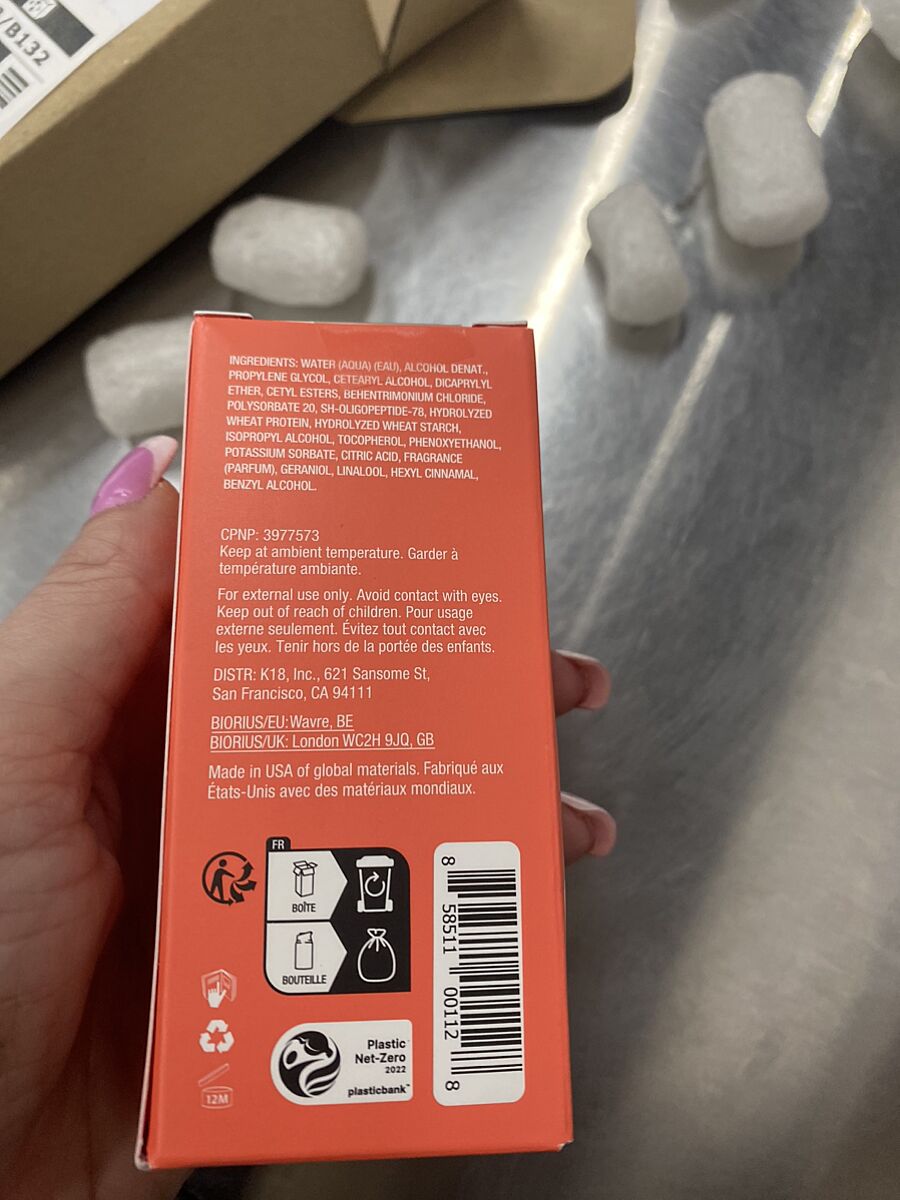 /B132
INGREDIENTS: WATER (AQUA) (EAU), ALCOHOL DENAT.,
PROPYLENE GLYCOL, CETEARYL ALCOHOL, DICAPRYLYL
ETHER, CETYL ESTERS, BEHENTRIMONIUM CHLORIDE,
POLYSORBATE 20, SH-OLIGOPEPTIDE-78, HYDROLYZED
WHEAT PROTEIN, HYDROLYZED WHEAT STARCH,
ISOPROPYL ALCOHOL, TOCOPHEROL, PHENOXYETHANOL,
POTASSIUM SORBATE, CITRIC ACID, FRAGRANCE
(PARFUM), GERANIOL, LINALOOL, HEXYL CINNAMAL,
BENZYL ALCOHOL.
CPNP: 3977573
Keep at ambient temperature. Garder à
température ambiante.
For external use only. Avoid contact with eyes.
Keep out of reach of children. Pour usage
externe seulement. Évitez tout contact avec
les yeux. Tenir hors de la portée des enfants.
DISTR: K18, Inc., 621 Sansome St,
San Francisco, CA 94111
BIORIUS/EU: Wavre, BE
BIORIUS/UK: London WC2H 9JQ, GB
Made in USA of global materials. Fabriqué aux
États-Unis avec des matériaux mondiaux.
FR
BOÎTE
BOUTEILLE
8 58511 00112 8
Plastic
Net-Zero
2022
plasticbank™
12M